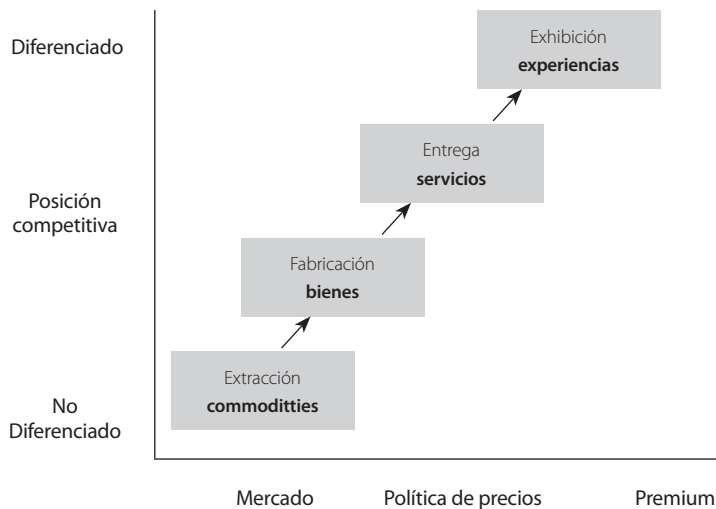 Diferenciado
Exhibición
experiencias
Entrega
servicios
Posición
competitiva
Fabricación
bienes
Extracción
commoditties
No
Diferenciado
Mercado
Política de precios
Premium